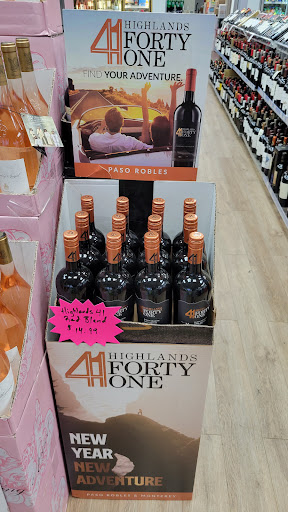 41 HIGHLANDS
FORTY
ONE
FIND YOUR ADVENTURE.
PASO ROBLES
Highlands 41
Red Blend
$ 14.99
41 HIGHLANDS
FORTY
ONE
NEW
YEAR
NEW
ADVENTURE
PASO ROBLES & MONTEREY